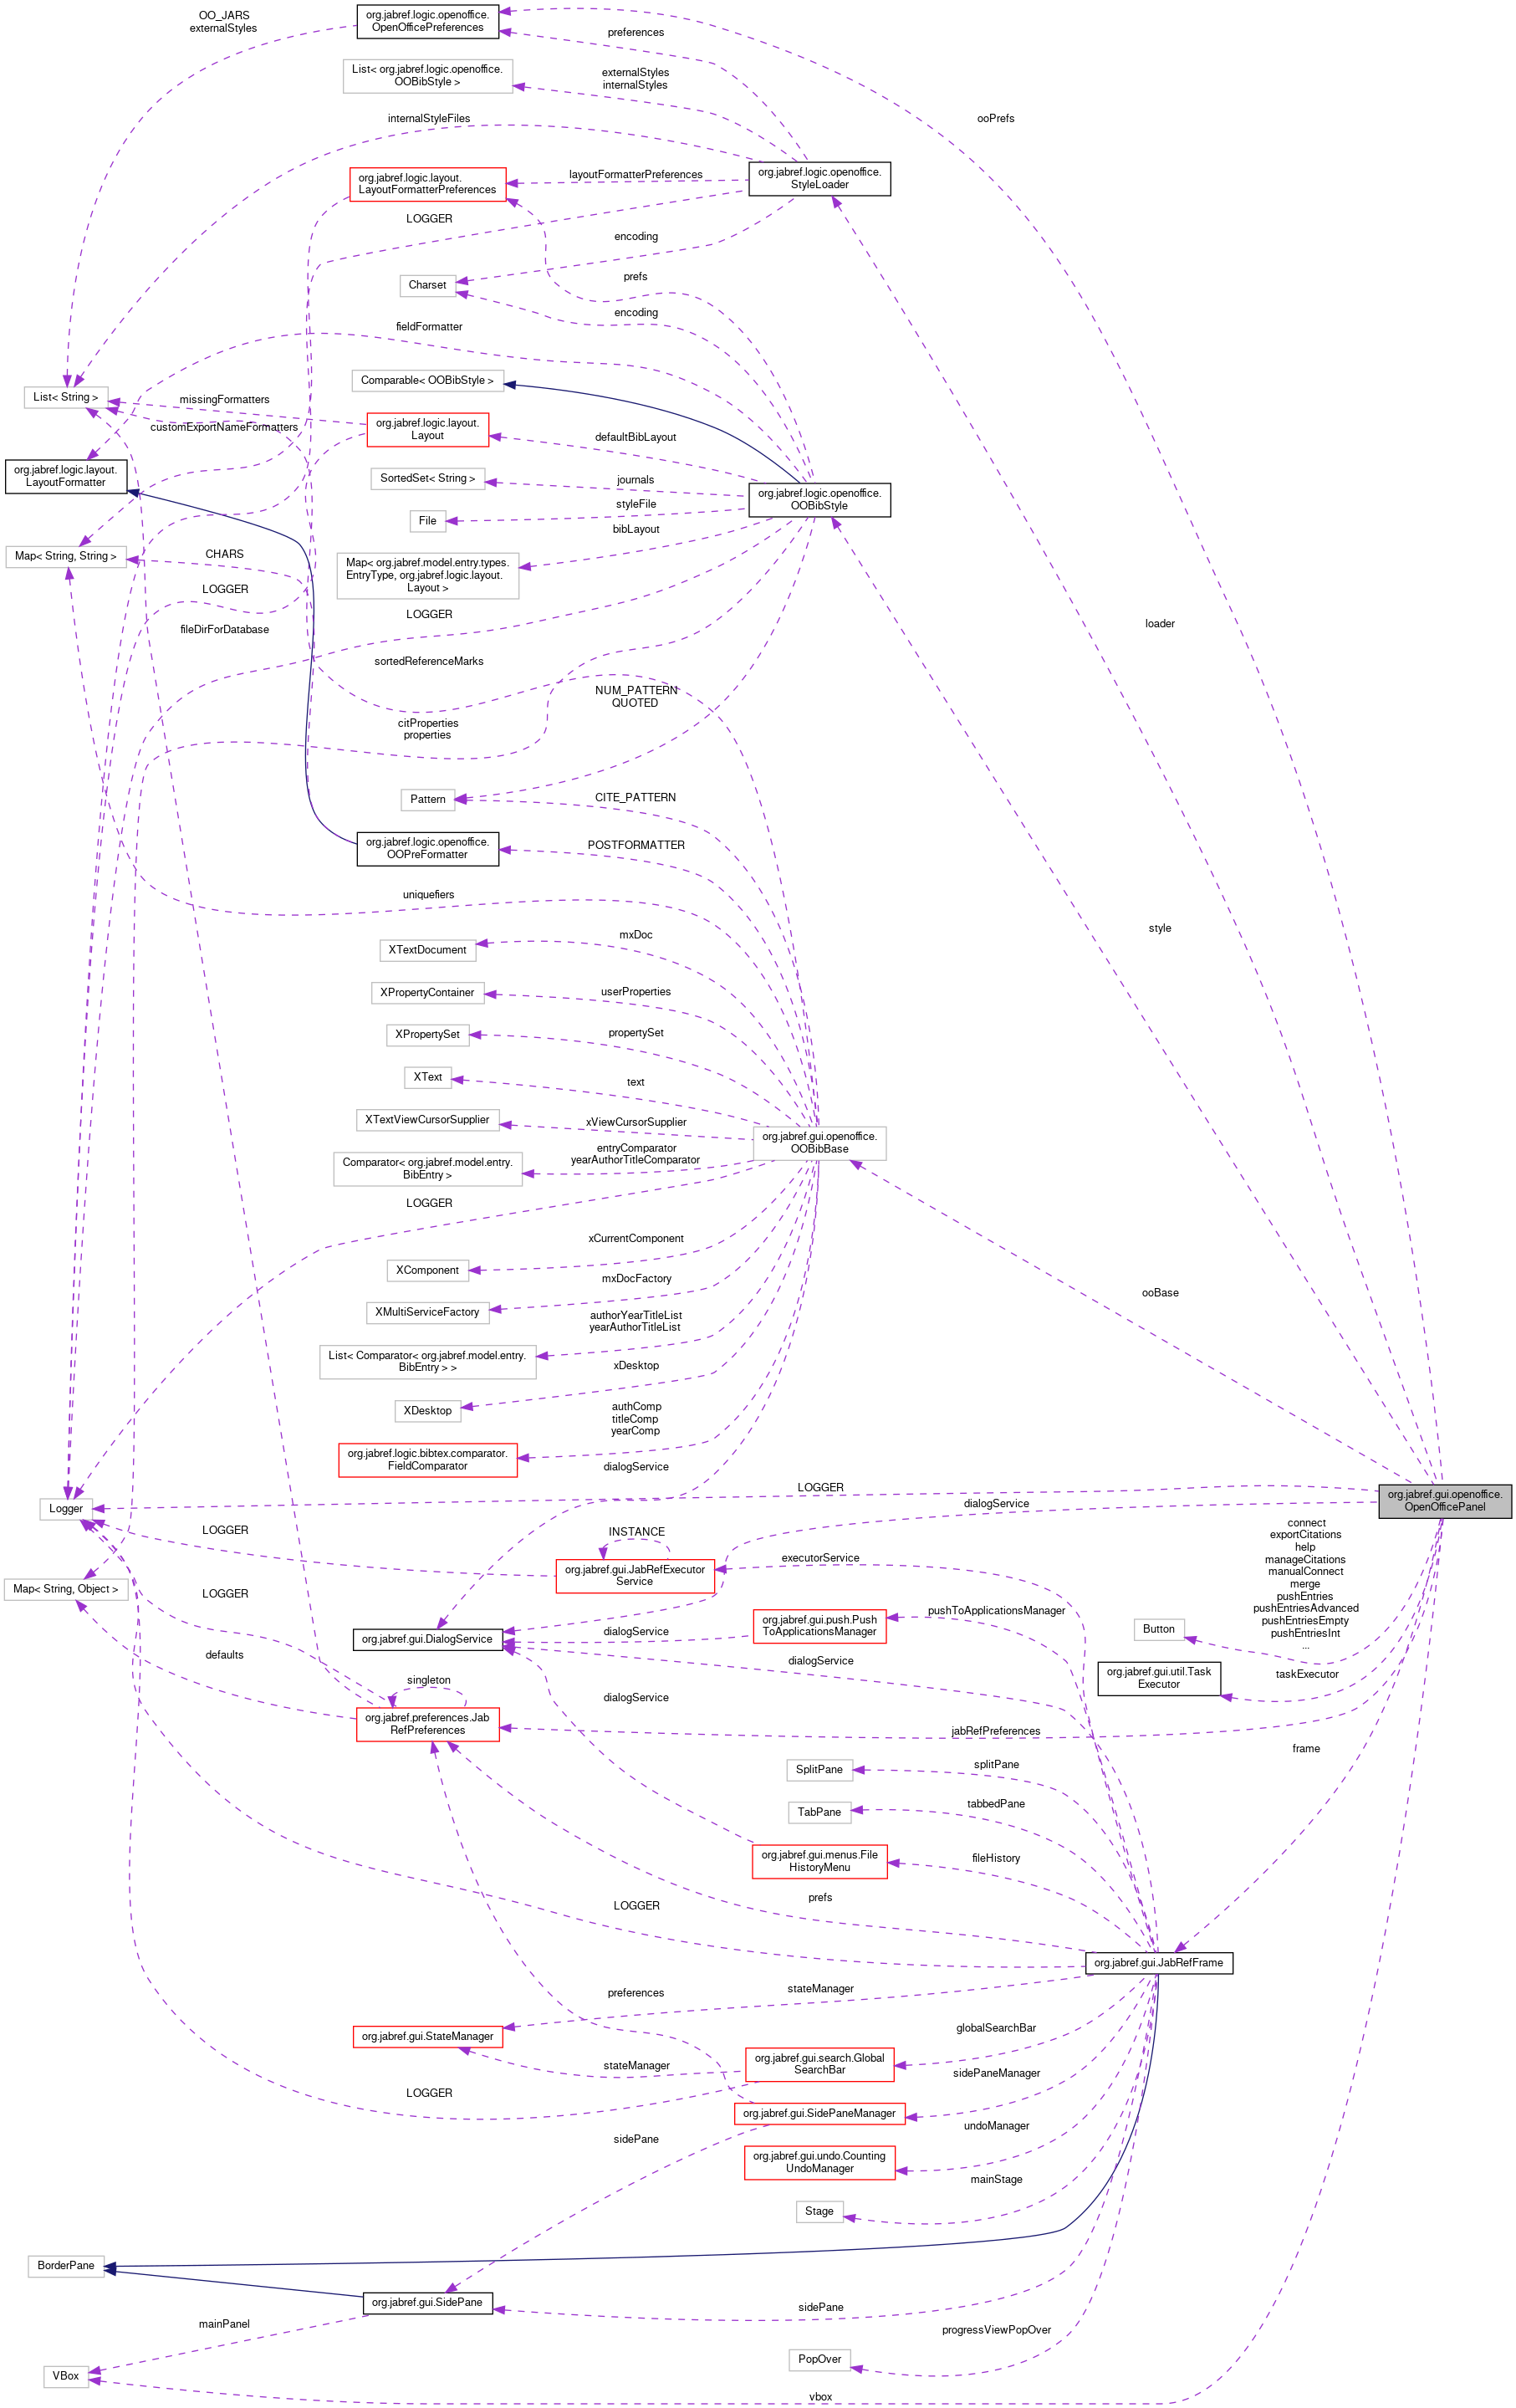 OO_JARS
externalStyles
org.jabref.logic.openoffice.
OpenOfficePreferences
preferences
ooPrefs
List< org.jabref.logic.openoffice.
OOBibStyle >
externalStyles
internalStyles
internalStyleFiles
org.jabref.logic.layout.
LayoutFormatterPreferences
layoutFormatterPreferences
org.jabref.logic.openoffice.
StyleLoader
LOGGER
encoding
Charset
prefs
encoding
fieldFormatter
Comparable< OOBibStyle >
List< String >
missingFormatters
customExportNameFormatters
org.jabref.logic.layout.
Layout
defaultBibLayout
org.jabref.logic.layout.
LayoutFormatter
SortedSet< String >
journals
org.jabref.logic.openoffice.
OOBibStyle
File
styleFile
bibLayout
Map< String, String >
CHARS
Map< org.jabref.model.entry.types.
EntryType, org.jabref.logic.layout.
Layout >
LOGGER
LOGGER
loader
fileDirForDatabase
sortedReferenceMarks
NUM_PATTERN
QUOTED
citProperties
properties
Pattern
CITE_PATTERN
org.jabref.logic.openoffice.
OOPreFormatter
POSTFORMATTER
uniquefiers
style
XTextDocument
mxDoc
XPropertyContainer
userProperties
XPropertySet
propertySet
XText
text
XTextViewCursorSupplier
xViewCursorSupplier
org.jabref.gui.openoffice.
OOBibBase
Comparator< org.jabref.model.entry.
BibEntry >
entryComparator
yearAuthorTitleComparator
LOGGER
xCurrentComponent
XComponent
mxDocFactory
XMultiServiceFactory
ooBase
authorYearTitleList
yearAuthorTitleList
List< Comparator< org.jabref.model.entry.
BibEntry > >
xDesktop
XDesktop
authComp
titleComp
yearComp
org.jabref.logic.bibtex.comparator.
FieldComparator
dialogService
Logger
LOGGER
dialogService
org.jabref.gui.openoffice.
OpenOfficePanel
LOGGER
INSTANCE
org.jabref.gui.JabRefExecutor
Service
executorService
connect
exportCitations
help
manageCitations
manualConnect
merge
pushEntries
pushEntriesAdvanced
pushEntriesEmpty
pushEntriesInt
...
Map< String, Object >
LOGGER
org.jabref.gui.DialogService
dialogService
org.jabref.gui.push.Push
ToApplicationsManager
pushToApplicationsManager
Button
defaults
singleton
dialogService
org.jabref.gui.util.Task
Executor
taskExecutor
org.jabref.preferences.Jab
RefPreferences
dialogService
jabRefPreferences
frame
SplitPane
splitPane
TabPane
tabbedPane
org.jabref.gui.menus.File
HistoryMenu
fileHistory
prefs
LOGGER
org.jabref.gui.JabRefFrame
preferences
stateManager
org.jabref.gui.StateManager
globalSearchBar
stateManager
org.jabref.gui.search.Global
SearchBar
LOGGER
sidePaneManager
org.jabref.gui.SidePaneManager
undoManager
sidePane
org.jabref.gui.undo.Counting
UndoManager
mainStage
Stage
BorderPane
org.jabref.gui.SidePane
sidePane
mainPanel
progressViewPopOver
PopOver
VBox
vbox